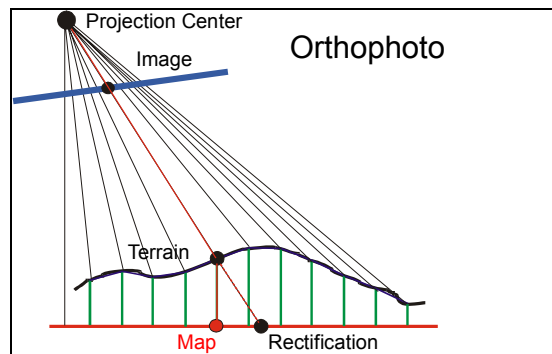 Projection Center
Orthophoto
Image
Terrain
Map
Rectification